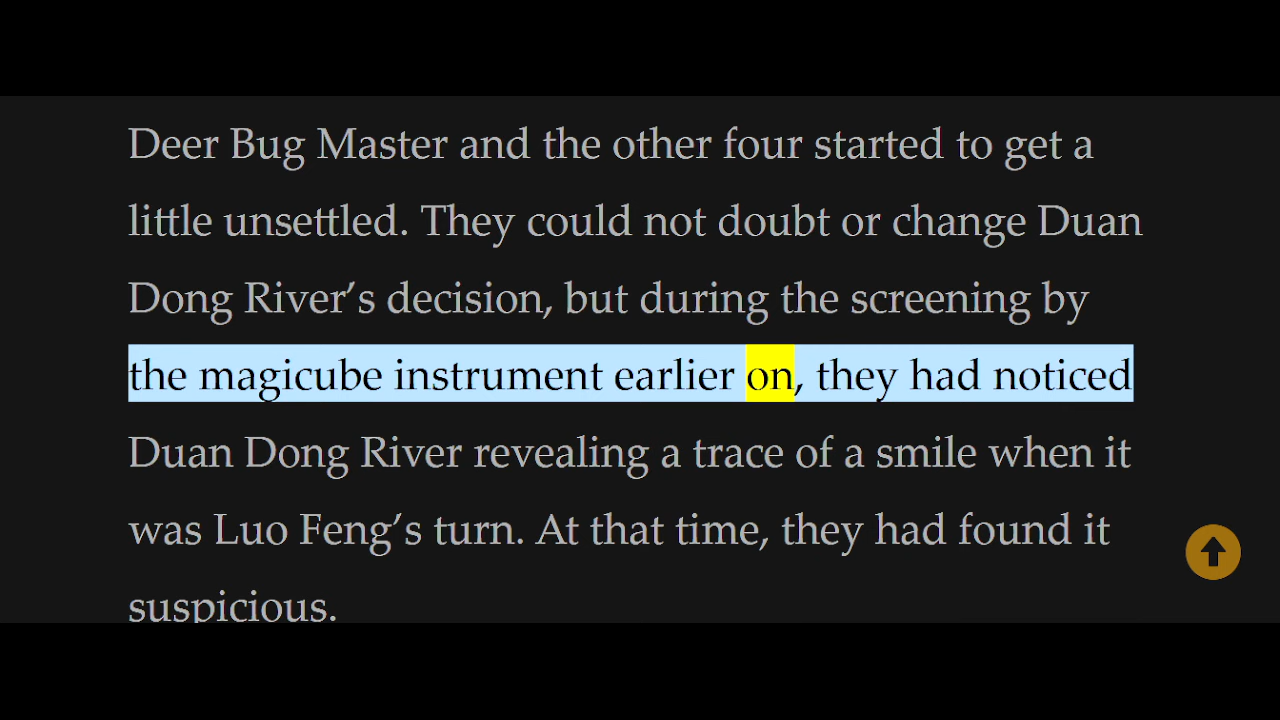 Deer Bug Master and the other four started to get a
little unsettled. They could not doubt or change Duan
Dong River’s decision, but during the screening by
the magicube instrument earlier on, they had noticed
Duan Dong River revealing a trace of a smile when it
was Luo Feng’s turn. At that time, they had found it
suspicious.